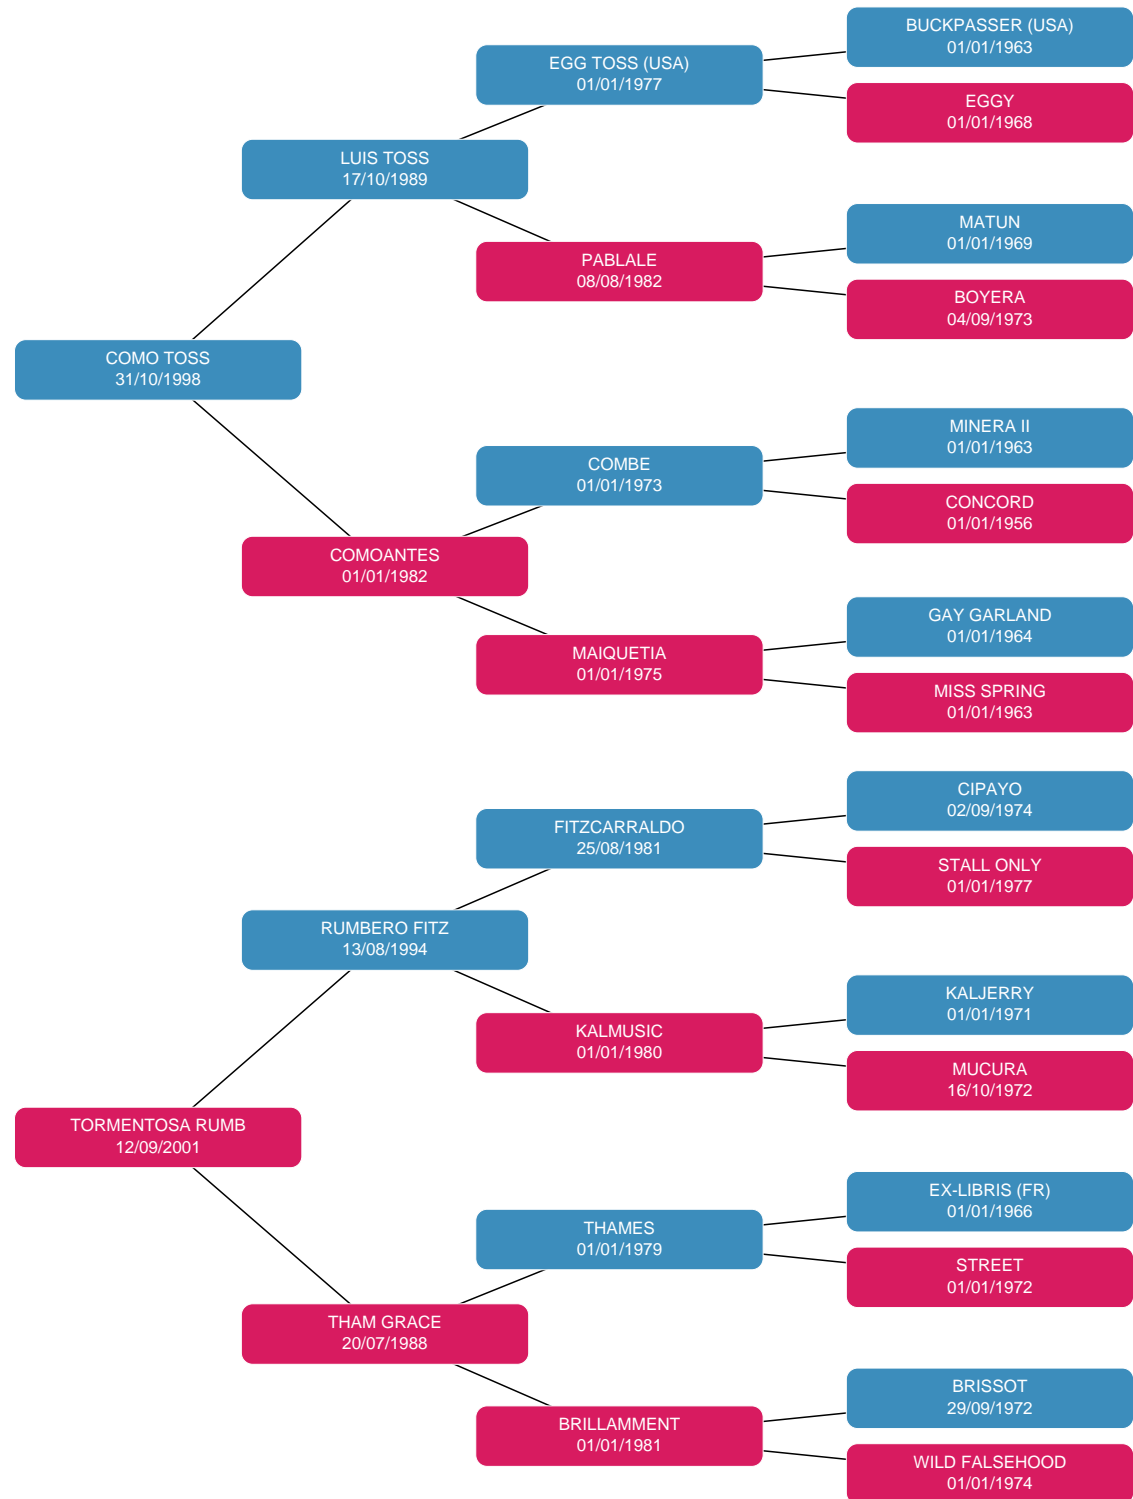 BUCKPASSER (USA)
01/01/1963
EGG TOSS (USA)
01/01/1977
EGGY
01/01/1968
LUIS TOSS
17/10/1989
MATUN
01/01/1969
PABLALE
08/08/1982
BOYERA
04/09/1973
COMO TOSS
31/10/1998
MINERA II
01/01/1963
COMBE
01/01/1973
CONCORD
01/01/1956
COMOANTES
01/01/1982
GAY GARLAND
01/01/1964
MAIQUETIA
01/01/1975
MISS SPRING
01/01/1963
CIPAYO
02/09/1974
FITZCARRALDO
25/08/1981
STALL ONLY
01/01/1977
RUMBERO FITZ
13/08/1994
KALJERRY
01/01/1971
KALMUSIC
01/01/1980
MUCURA
16/10/1972
TORMENTOSA RUMB
12/09/2001
EX-LIBRIS (FR)
01/01/1966
THAMES
01/01/1979
STREET
01/01/1972
THAM GRACE
20/07/1988
BRISSOT
29/09/1972
BRILLAMMENT
01/01/1981
WILD FALSEHOOD
01/01/1974